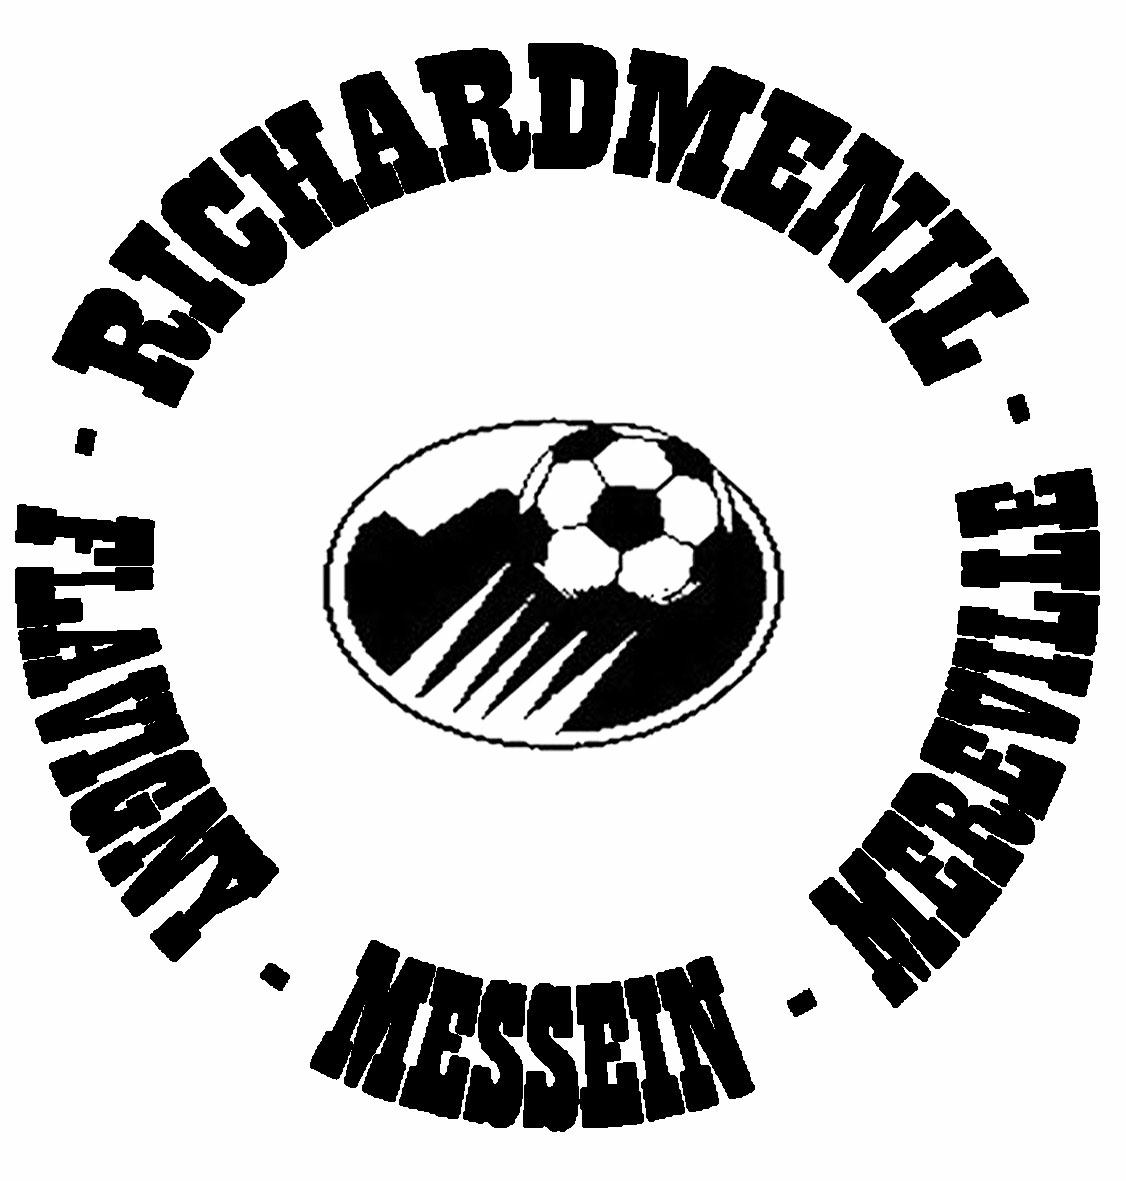 RICHARDMENIL -
MEREVILLE -
MESSEIN -
FLAVIGNY -